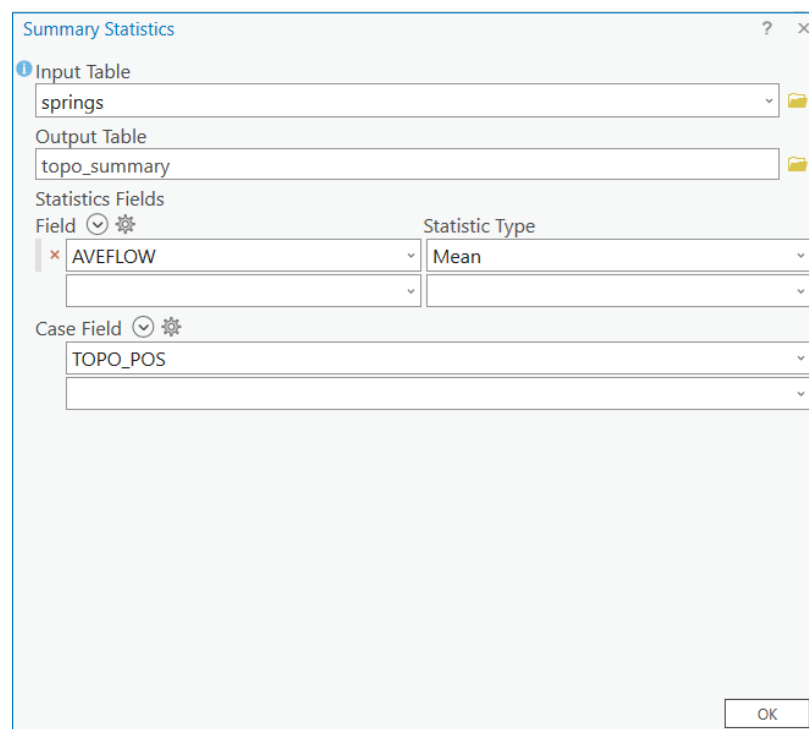 Summary Statistics
Input Table
springs
Output Table
topo_summary
Statistics Fields
Field Statistic Type
AVEFLOW Mean
Case Field
TOPO_POS
OK